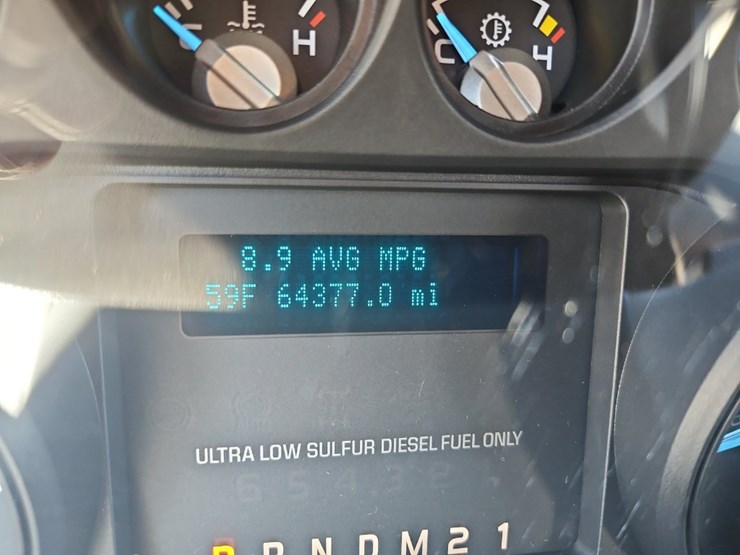 C H C H
8.9 AVG MPG
59F 64377.0 mi
ULTRA LOW SULFUR DIESEL FUEL ONLY
P R N D M 2 1